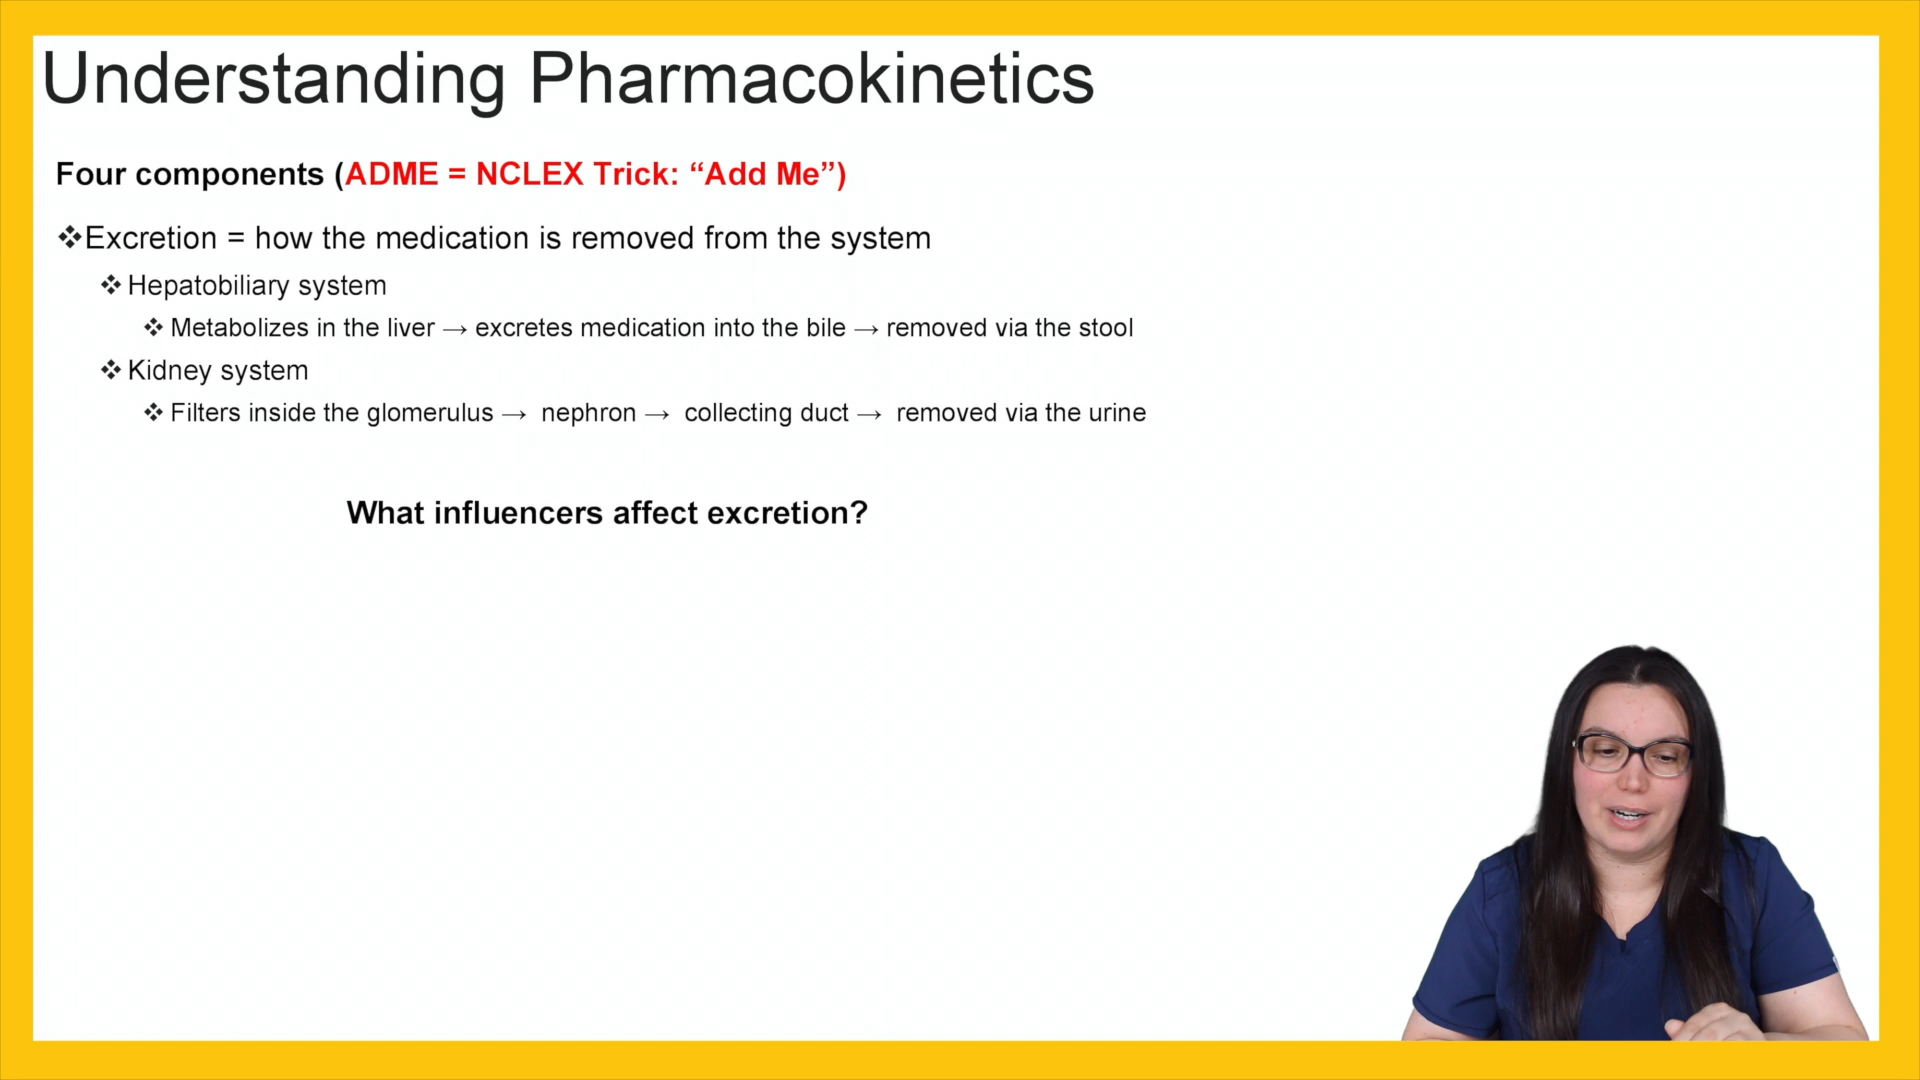 Understanding Pharmacokinetics
Four components (ADME = NCLEX Trick: “Add Me”)
❖Excretion = how the medication is removed from the system
❖ Hepatobiliary system
❖ Metabolizes in the liver → excretes medication into the bile → removed via the stool
❖ Kidney system
❖ Filters inside the glomerulus → nephron → collecting duct → removed via the urine
What influencers affect excretion?